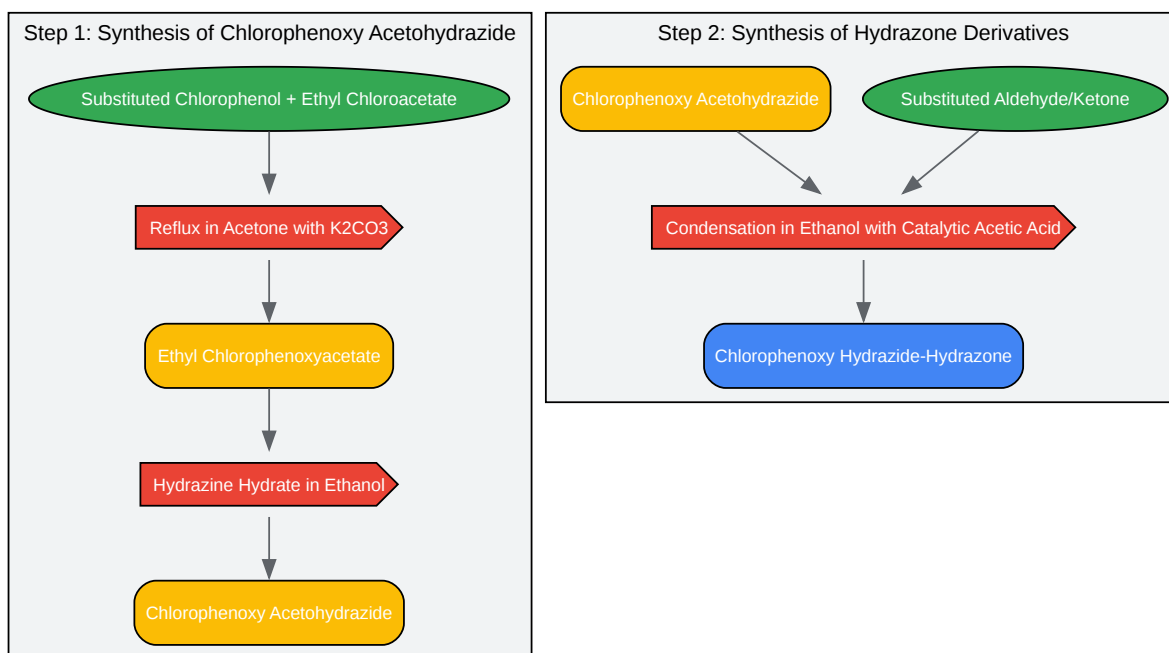 Step 1: Synthesis of Chlorophenoxy Acetohydrazide
Substituted Chlorophenol + Ethyl Chloroacetate
Reflux in Acetone with K2CO3
Ethyl Chlorophenoxyacetate
Hydrazine Hydrate in Ethanol
Chlorophenoxy Acetohydrazide
Step 2: Synthesis of Hydrazone Derivatives
Chlorophenoxy Acetohydrazide
Substituted Aldehyde/Ketone
Condensation in Ethanol with Catalytic Acetic Acid
Chlorophenoxy Hydrazide-Hydrazone